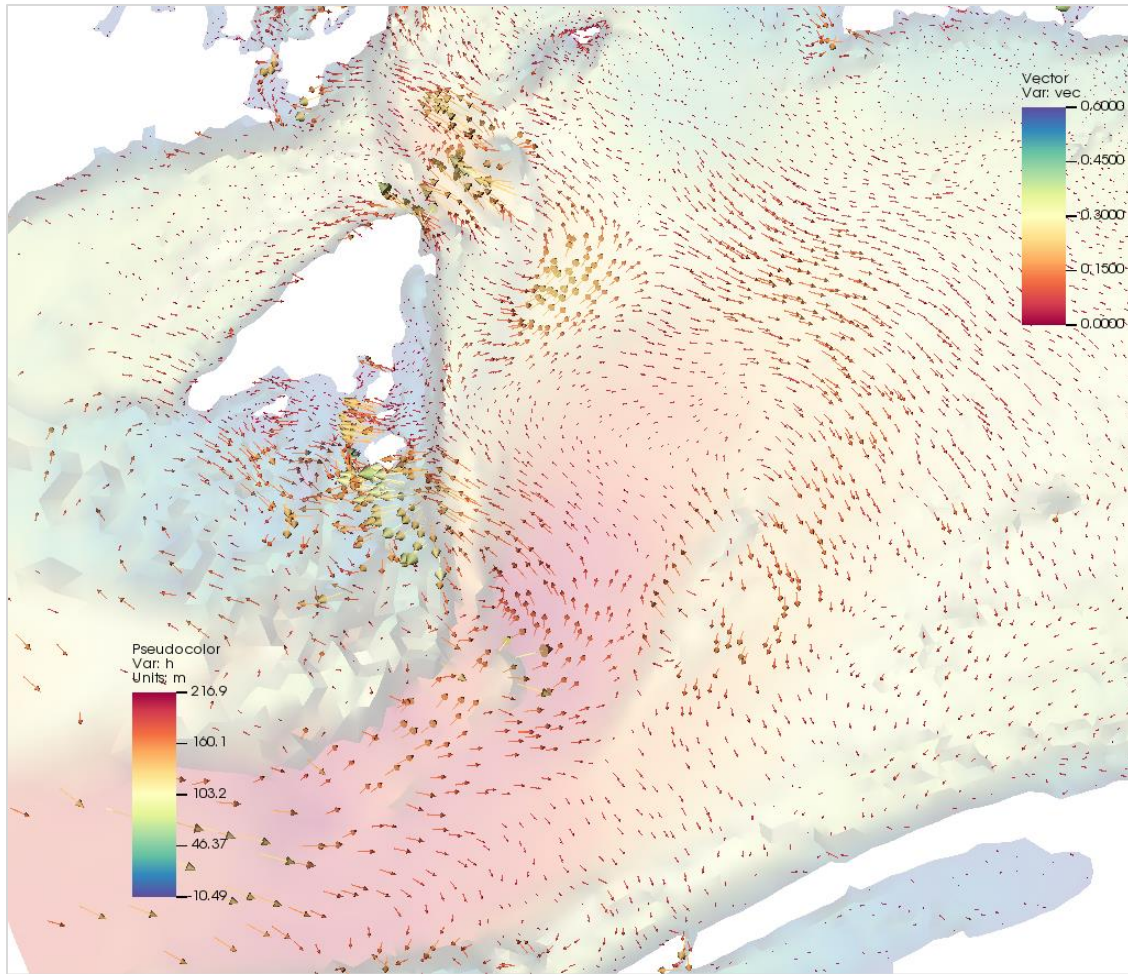 Vector
Var: vec
0.6000
0.4500
0.3000
0.1500
0.0000
Pseudocolor
Var: h
Units: m
216.9
160.1
103.2
46.37
-10.49